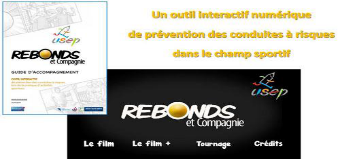 Un outil interactif numérique
de prévention des conduites à risques
dans le champ sportif
usep
REBONDS
et Compagnie
GUIDE D'ACCOMPAGNEMENT
usep
REBONDS
et Compagnie
Le film
Le film +
Tournage
Crédits